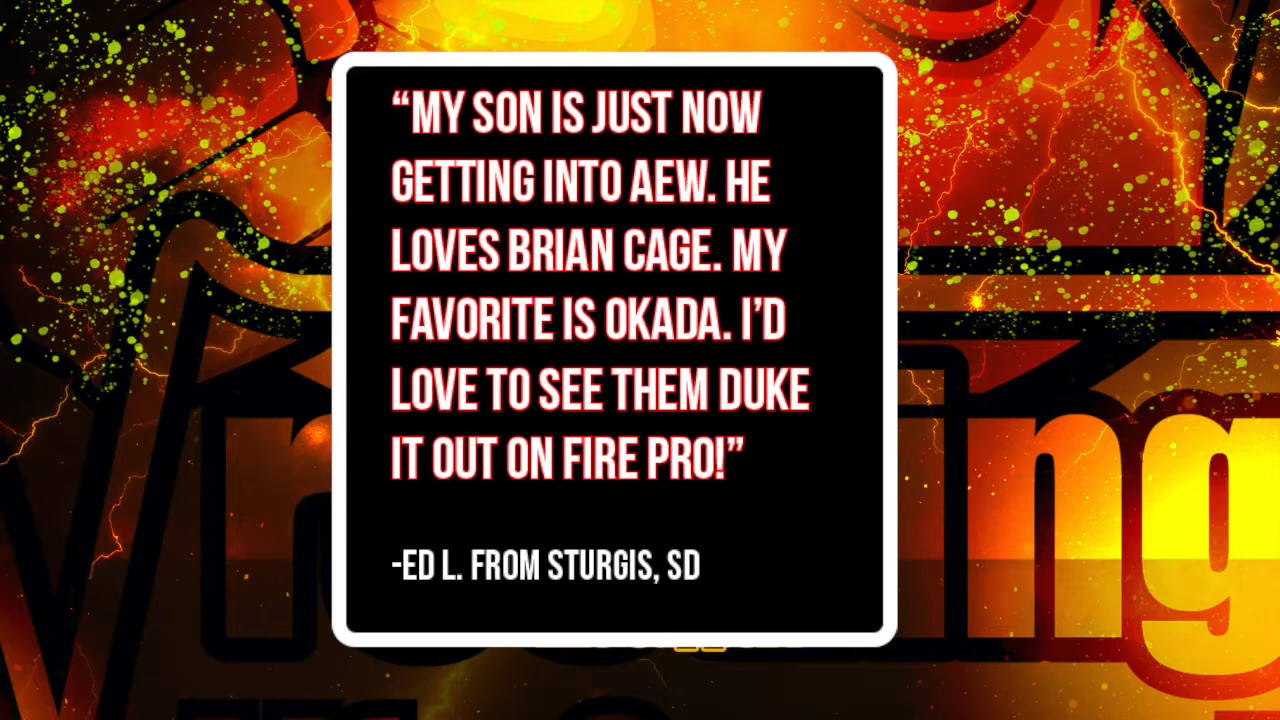 “MY SON IS JUST NOW
GETTING INTO AEW. HE
LOVES BRIAN CAGE. MY
FAVORITE IS OKADA. I’D
LOVE TO SEE THEM DUKE
IT OUT ON FIRE PRO!”
-ED L. FROM STURGIS, SD